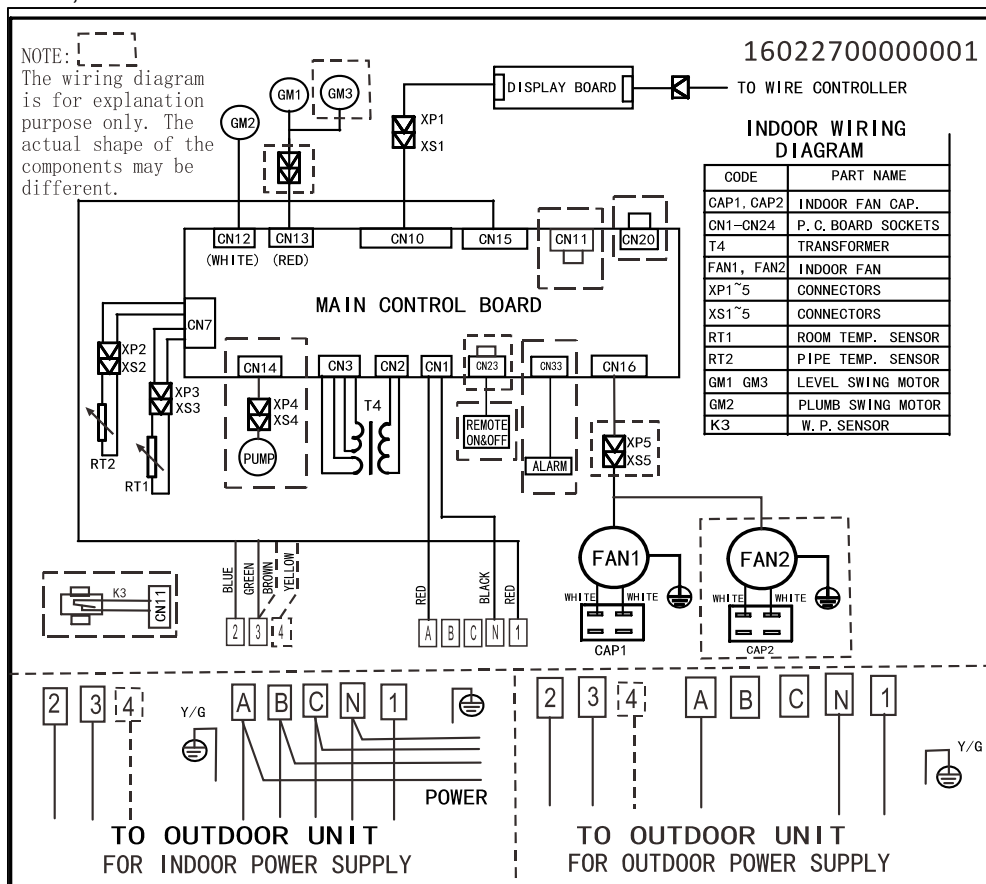 NOTE:
The wiring diagram
is for explanation
purpose only. The
actual shape of the
components may be
different.
16022700000001
GM1
GM3
GM2
XP1
XS1
DISPLAY BOARD
TO WIRE CONTROLLER
INDOOR WIRING
DIAGRAM
CODE PART NAME
CAP1, CAP2 INDOOR FAN CAP.
CN1-CN24 P.C.BOARD SOCKETS
T4 TRANSFORMER
FAN1, FAN2 INDOOR FAN
XP1~5 CONNECTORS
XS1~5 CONNECTORS
RT1 ROOM TEMP. SENSOR
RT2 PIPE TEMP. SENSOR
GM1 GM3 LEVEL SWING MOTOR
GM2 PLUMB SWING MOTOR
K3 W.P.SENSOR
CN12 CN13 CN10 CN15 CN11 CN20
(WHITE) (RED)
MAIN CONTROL BOARD
CN7
CN14 CN3 CN2 CN1 CN23 CN33 CN16
XP2
XS2
XP3
XS3
RT2
RT1
XP4
XS4
PUMP
T4
REMOTE
ON&OFF
ALARM
XP5
XS5
FAN1
FAN2
WHITE WHITE
WHITE WHITE
CAP1
CAP2
K3
CN11
BLUE
GREEN
BROWN
YELLOW
RED
BLACK
RED
2 3 4
A B C N 1
2 3 4
Y/G
A B C N 1
POWER
TO OUTDOOR UNIT
FOR INDOOR POWER SUPPLY
2 3 4 A B C N 1
Y/G
TO OUTDOOR UNIT
FOR OUTDOOR POWER SUPPLY